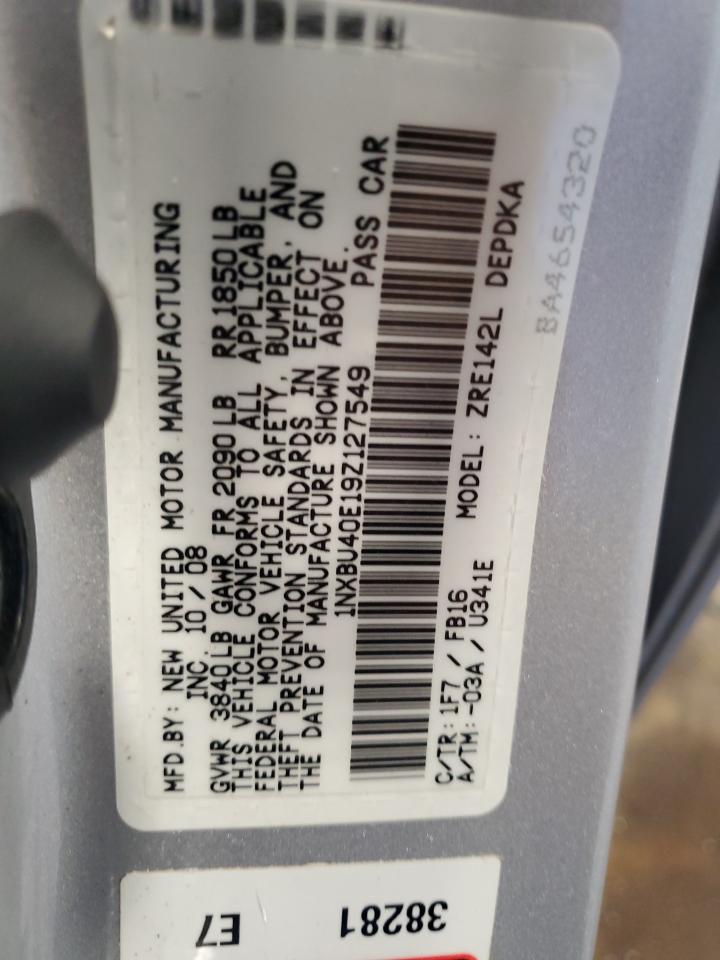 MFD.BY: NEW UNITED MOTOR MANUFACTURING
INC. 10 / 08
GVWR 3840 LB GAWR FR 2090 LB RR 1850 LB
THIS VEHICLE CONFORMS TO ALL APPLICABLE
FEDERAL MOTOR VEHICLE SAFETY, BUMPER, AND
THEFT PREVENTION STANDARDS IN EFFECT ON
THE DATE OF MANUFACTURE SHOWN ABOVE.
1NXBU40E19Z127549 PASS CAR
C/TR: 1F7 / FB16 MODEL: ZRE142L DEPDKA
A/TM: -03A / U341E
BA4654320
38281
E7